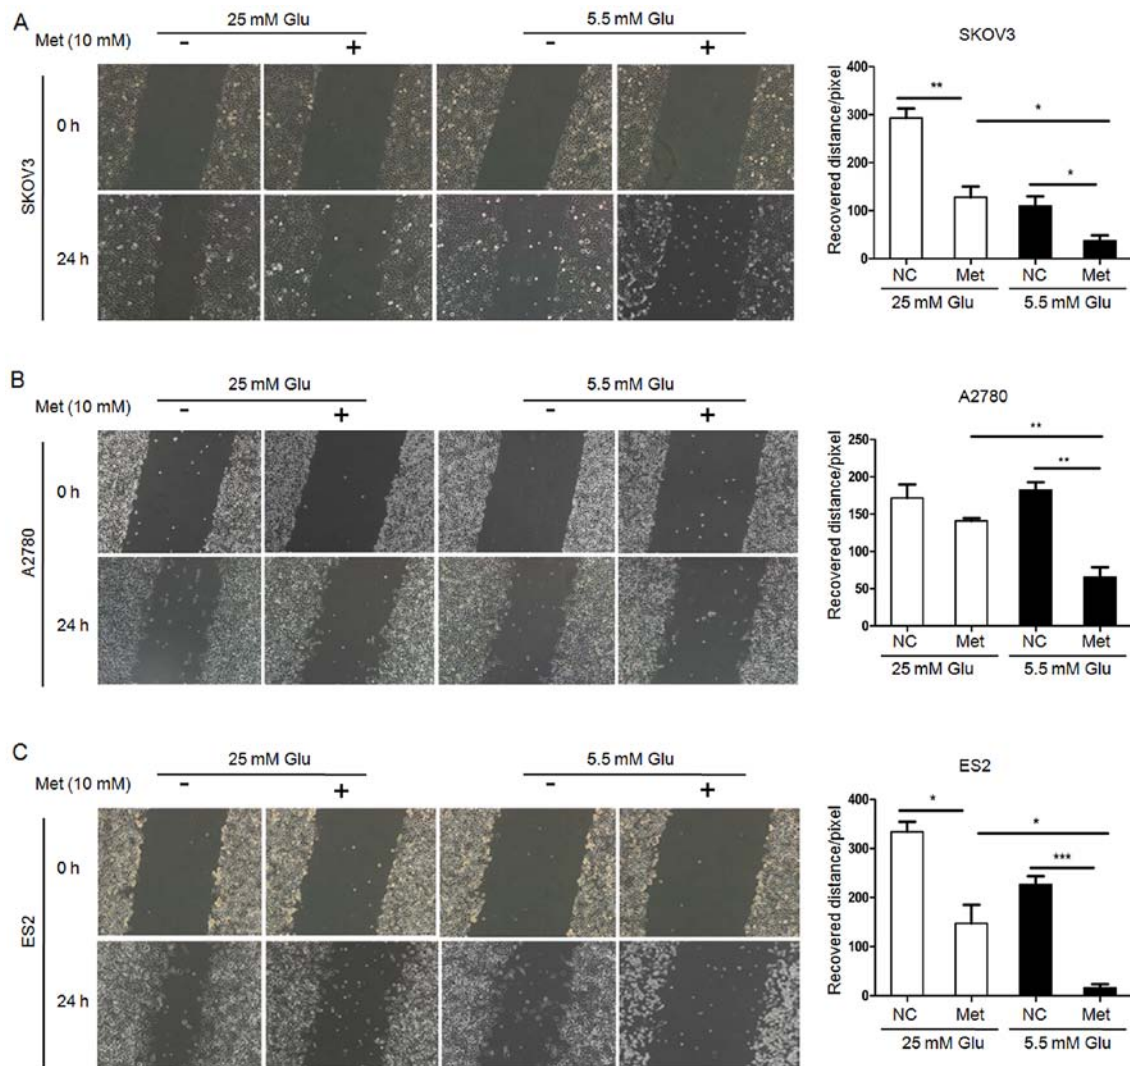 A
25 mM Glu 5.5 mM Glu
Met (10 mM) - + - +
SKOV3
0 h
24 h
SKOV3
Recovered distance/pixel
400
300
200
100
0
** * *
NC Met NC Met
25 mM Glu 5.5 mM Glu
B
25 mM Glu 5.5 mM Glu
Met (10 mM) - + - +
A2780
0 h
24 h
A2780
Recovered distance/pixel
250
200
150
100
50
0
** **
NC Met NC Met
25 mM Glu 5.5 mM Glu
C
25 mM Glu 5.5 mM Glu
Met (10 mM) - + - +
ES2
0 h
24 h
ES2
Recovered distance/pixel
400
300
200
100
0
* * ***
NC Met NC Met
25 mM Glu 5.5 mM Glu